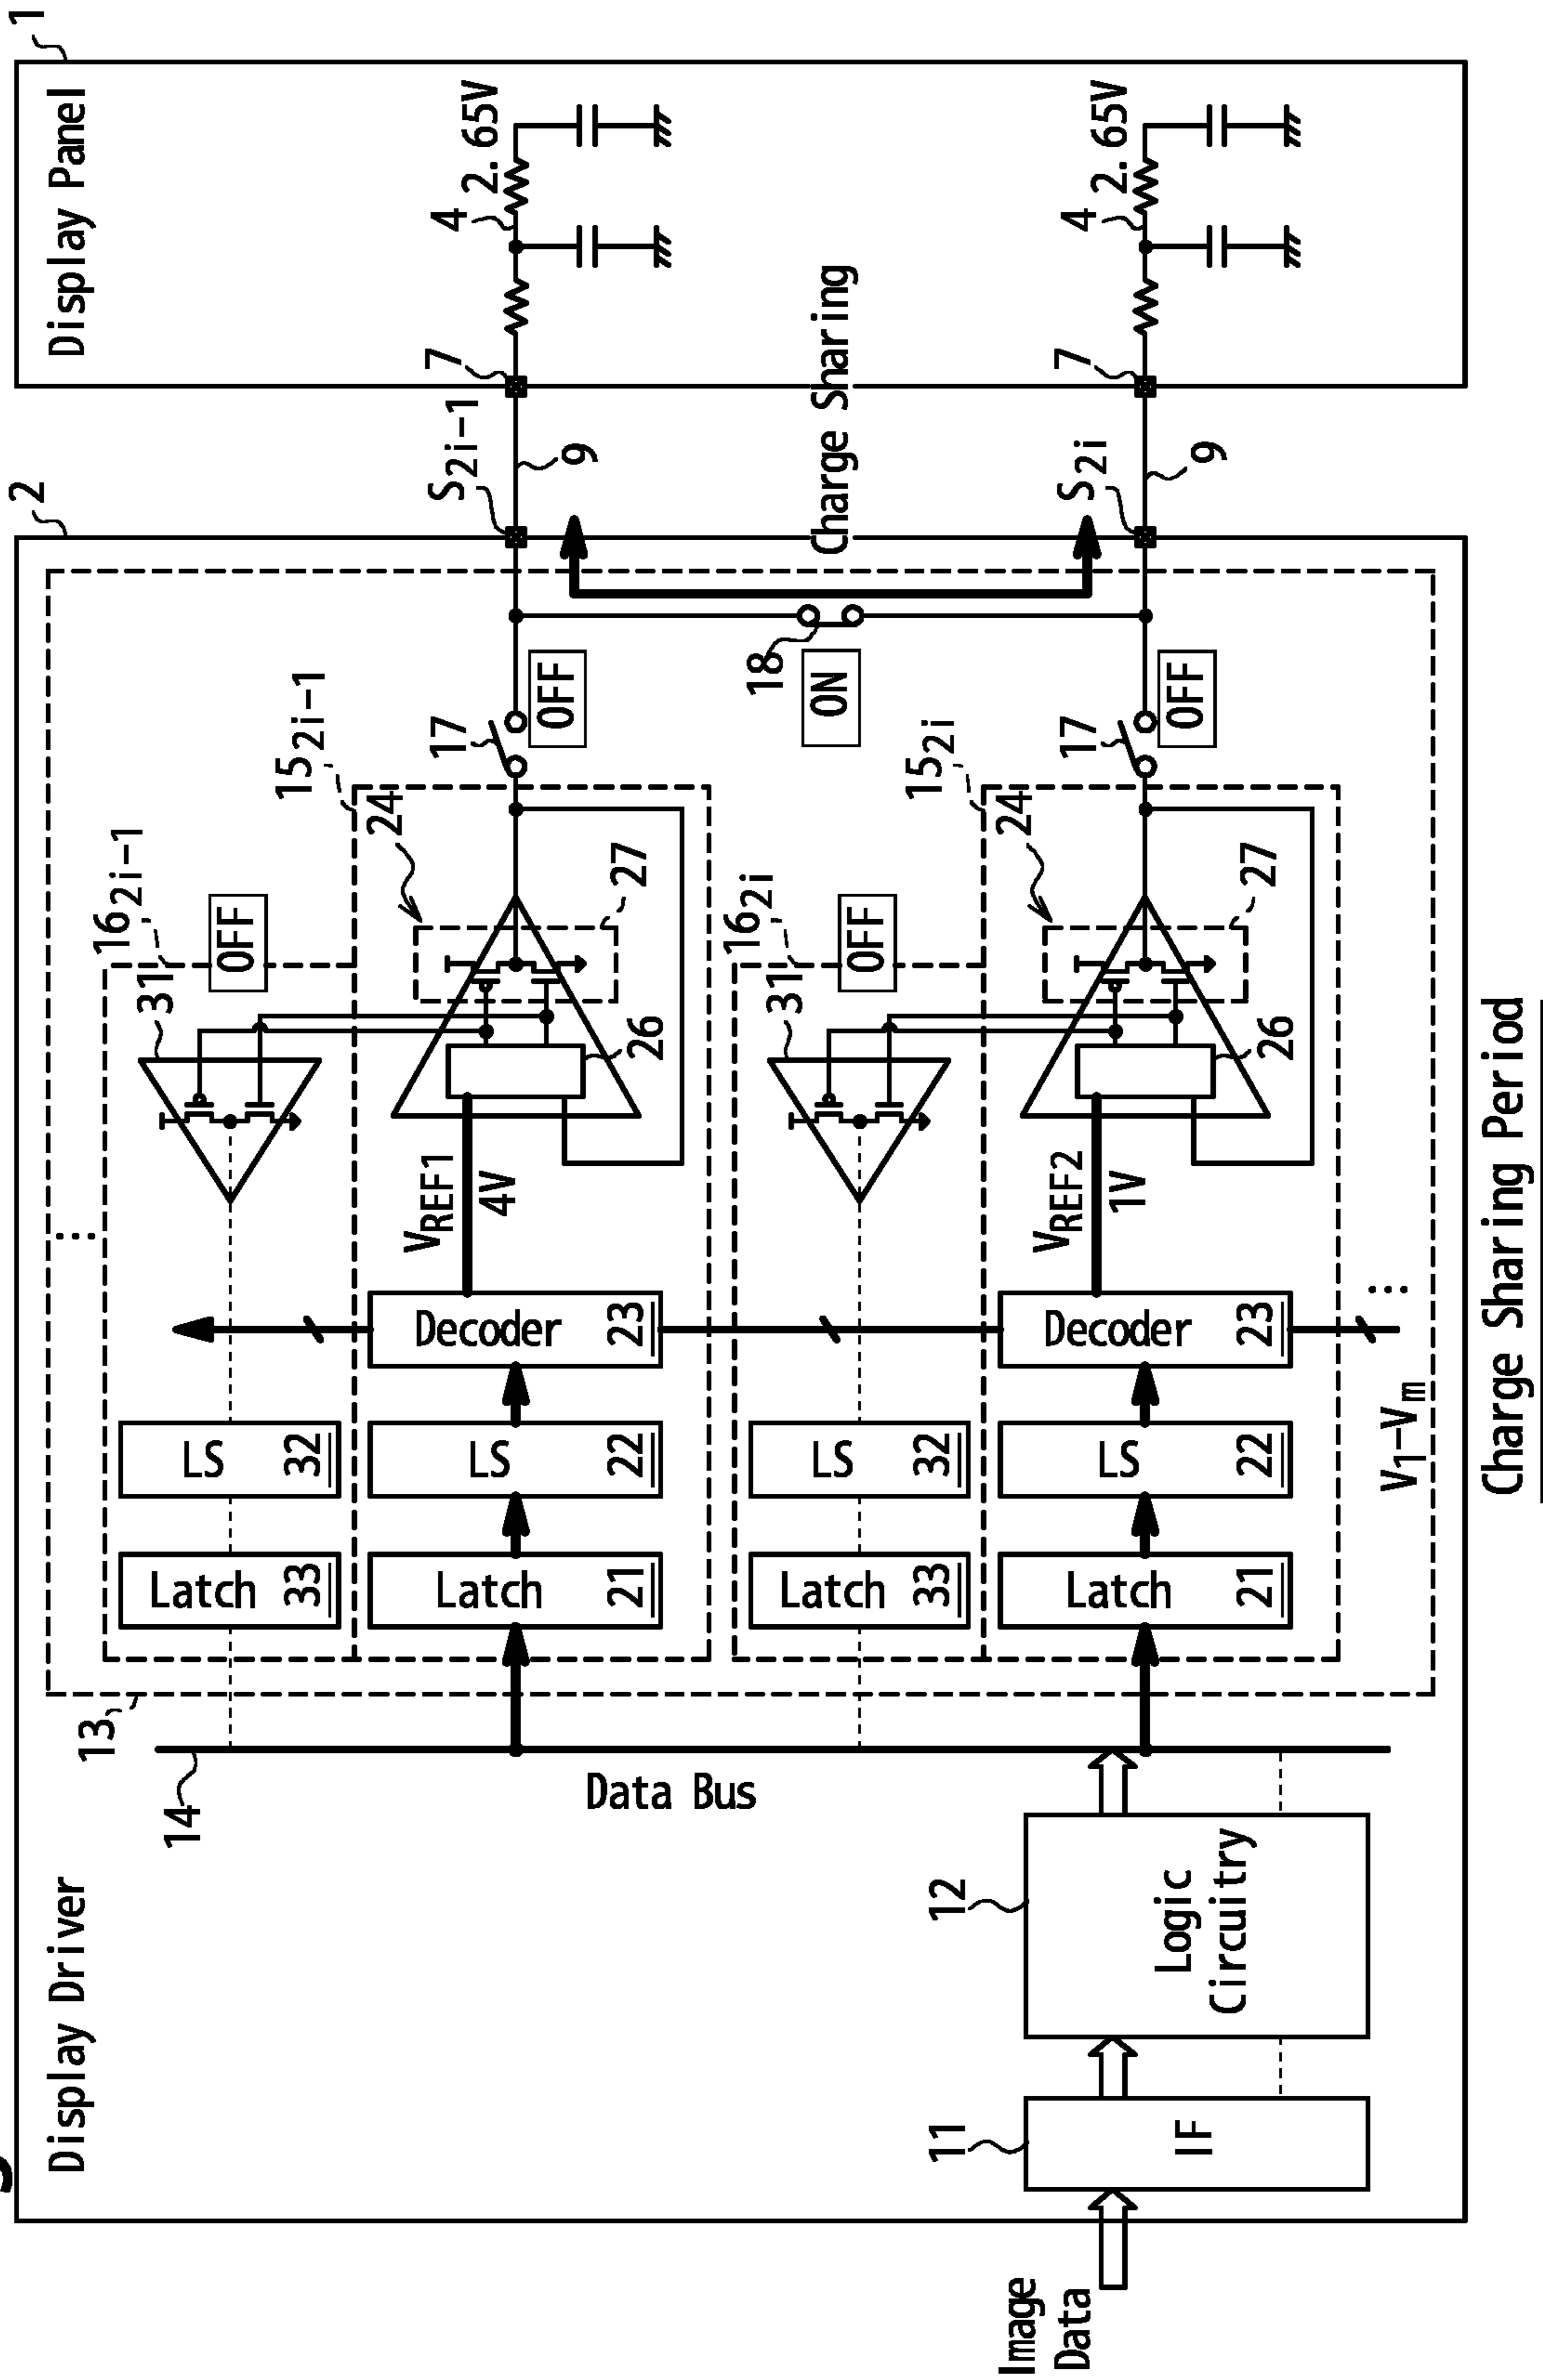 Display Driver
2
Display Panel
1
13
16₂ᵢ₋₁
31
OFF
Latch 33
LS 32
15₂ᵢ₋₁
24
Latch 21
LS 22
Decoder 23
VREF1
4V
26
27
17
OFF
S₂ᵢ₋₁
9
7
4
2.65V
14
Data Bus
18
ON
Charge Sharing
16₂ᵢ
31
OFF
Latch 33
LS 32
15₂ᵢ
24
Latch 21
LS 22
Decoder 23
VREF2
1V
26
27
17
OFF
S₂ᵢ
9
7
4
2.65V
V₁-Vₘ
Image
Data
11
IF
12
Logic
Circuitry
Charge Sharing Period